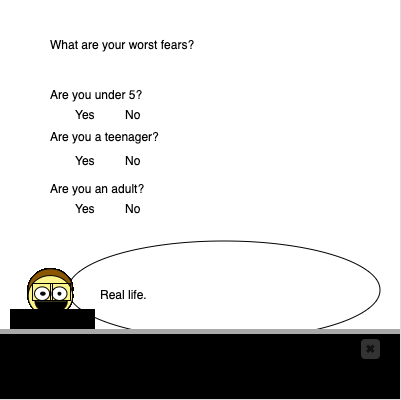 What are your worst fears?
Are you under 5?
Yes No
Are you a teenager?
Yes No
Are you an adult?
Yes No
Real life.